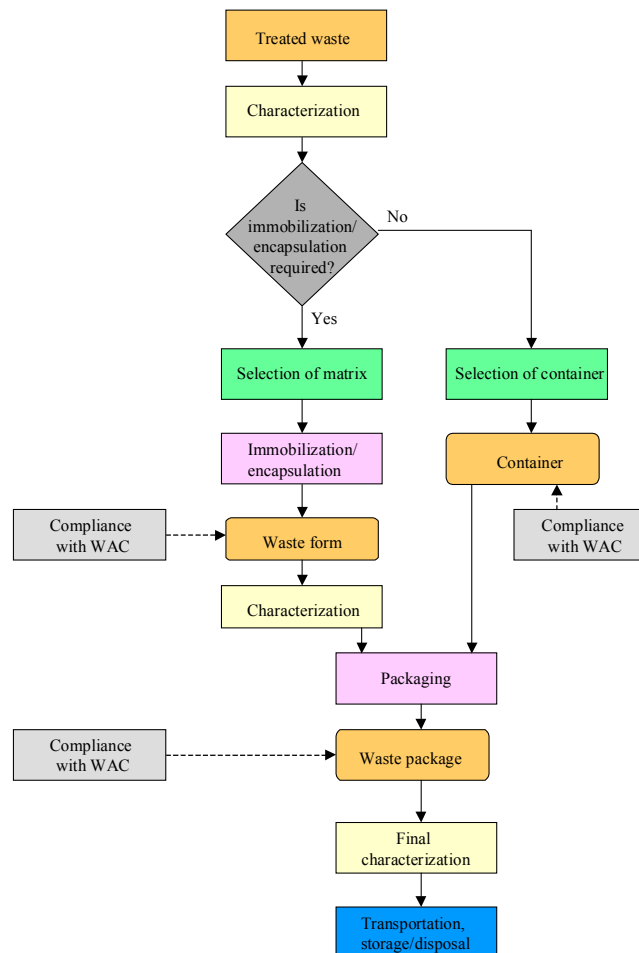 Treated waste
Characterization
Is
immobilization/
encapsulation
required?
No
Yes
Selection of matrix
Selection of container
Immobilization/
encapsulation
Container
Compliance
with WAC
Waste form
Compliance
with WAC
Characterization
Packaging
Compliance
with WAC
Waste package
Final
characterization
Transportation,
storage/disposal